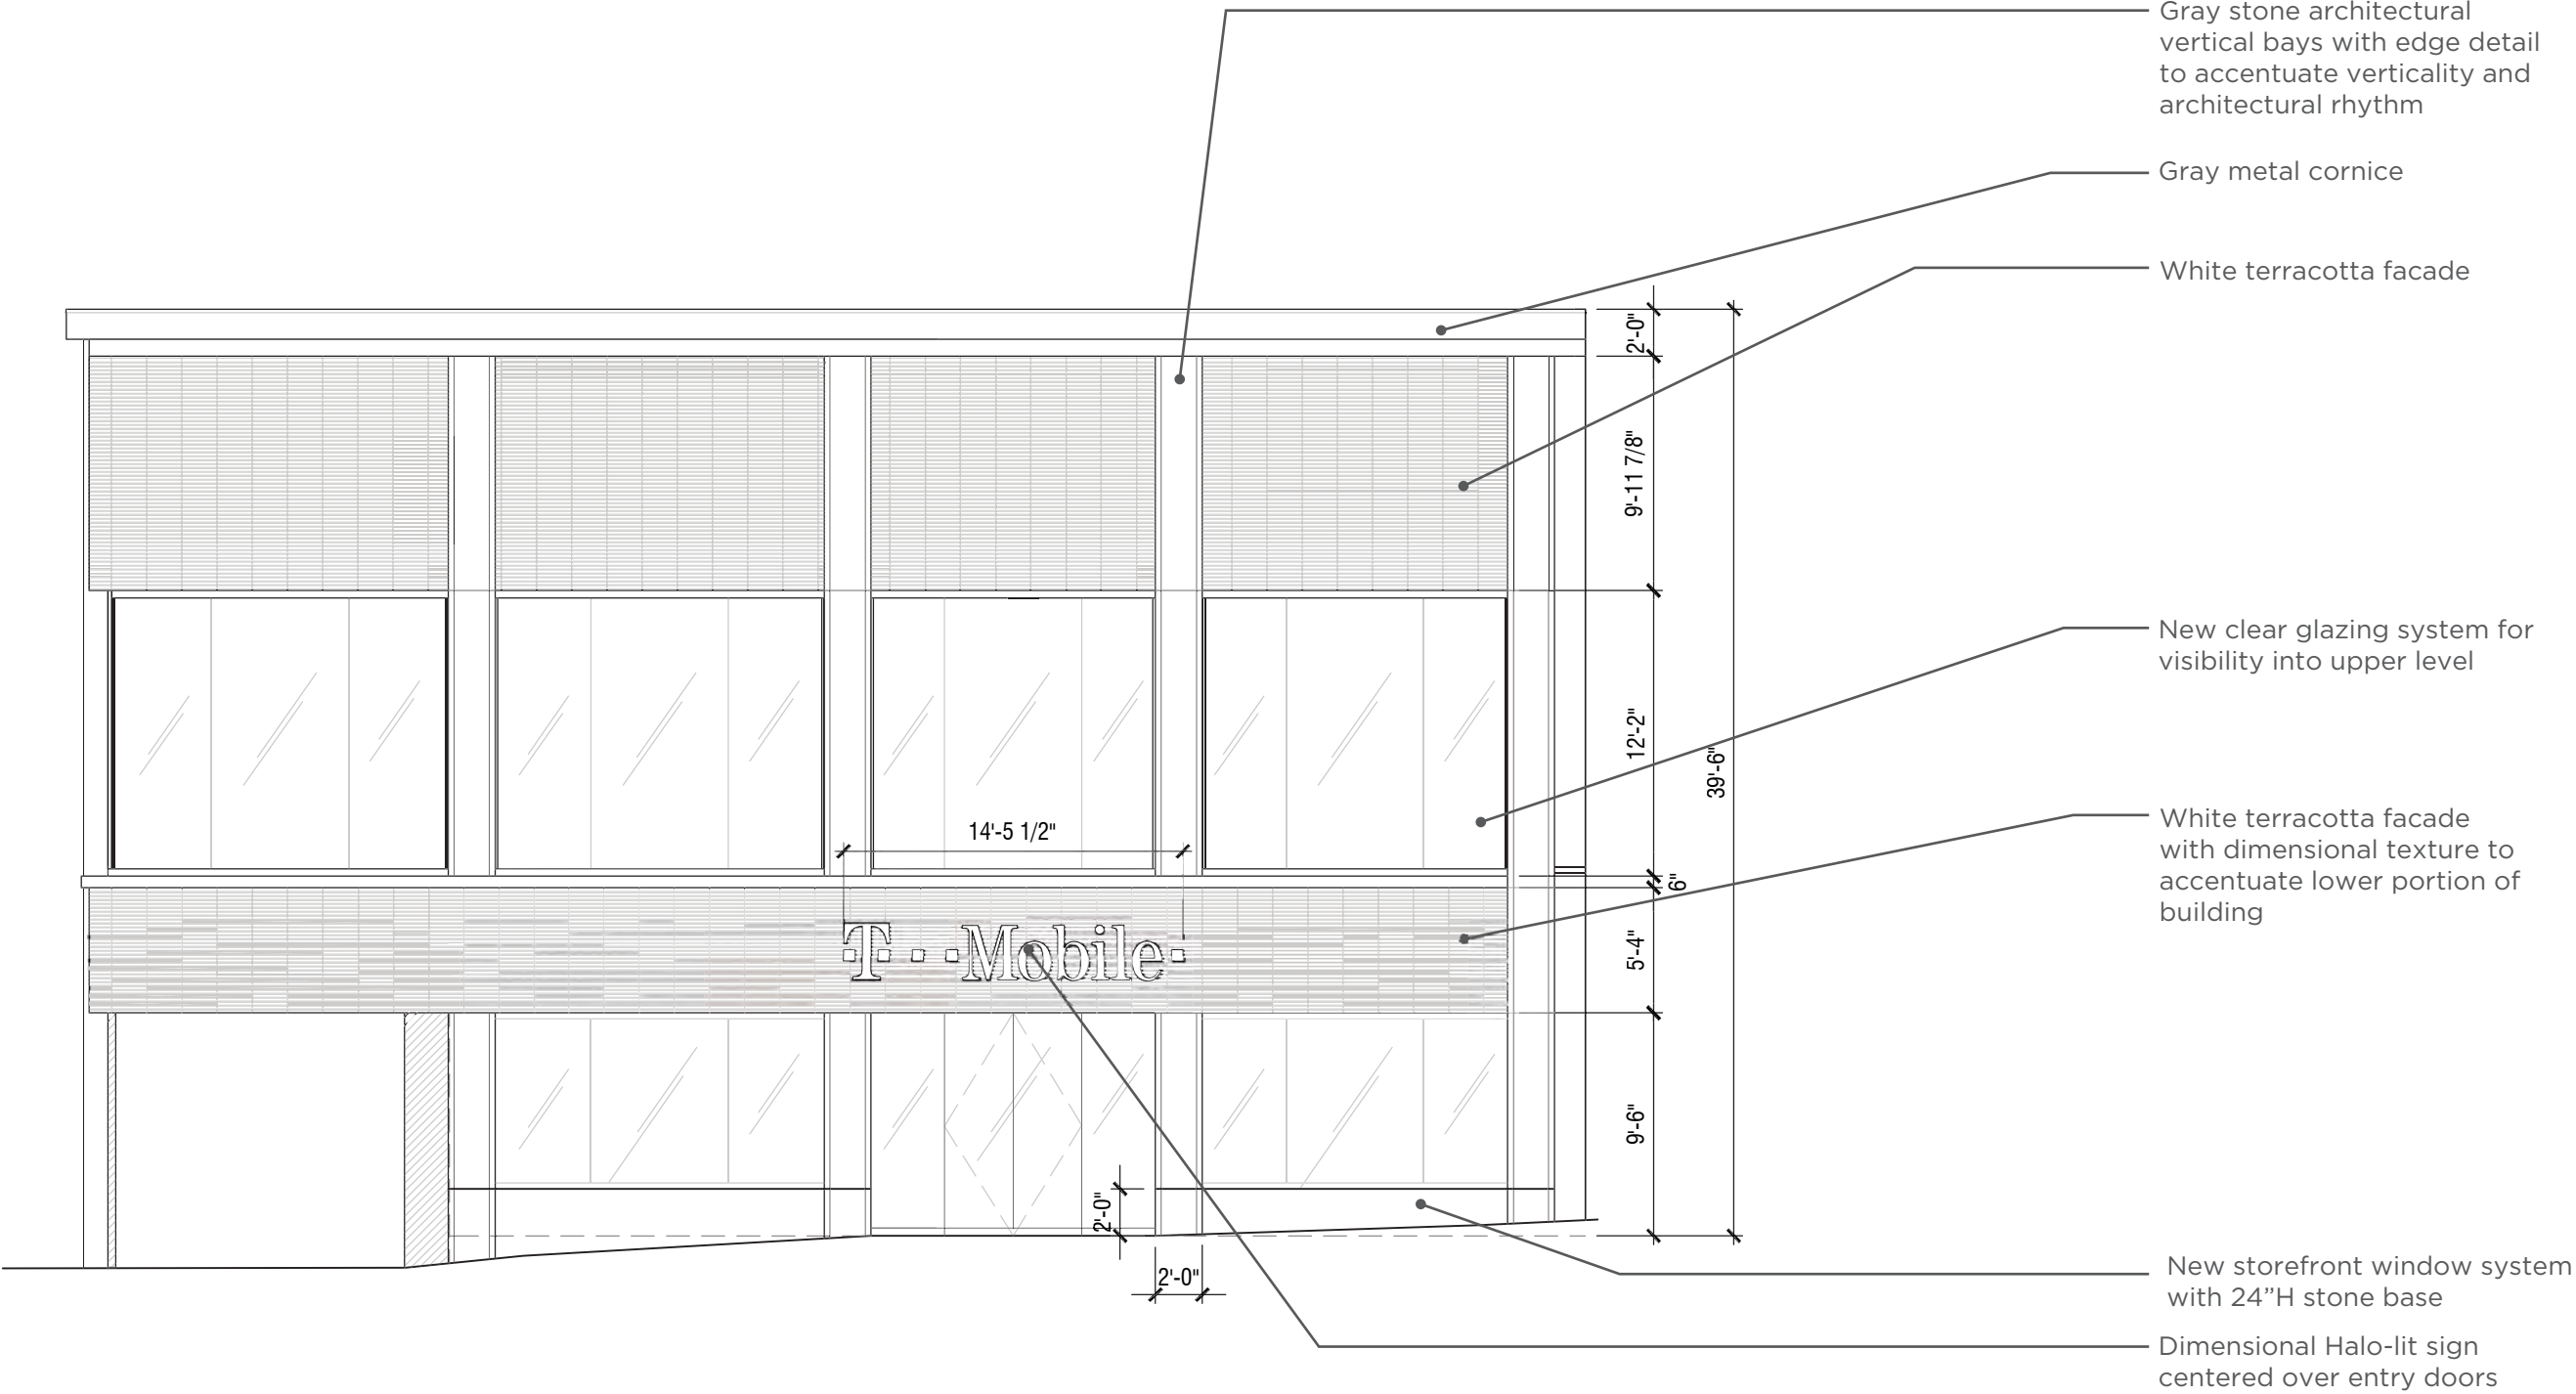 Gray stone architectural
vertical bays with edge detail
to accentuate verticality and
architectural rhythm
Gray metal cornice
White terracotta facade
2'-0"
9'-11 7/8"
New clear glazing system for
visibility into upper level
12'-2"
39'-6"
14'-5 1/2"
White terracotta facade
with dimensional texture to
accentuate lower portion of
building
6"
T··Mobile·
5'-4"
9'-6"
2'-0"
2'-0"
New storefront window system
with 24”H stone base
Dimensional Halo-lit sign
centered over entry doors